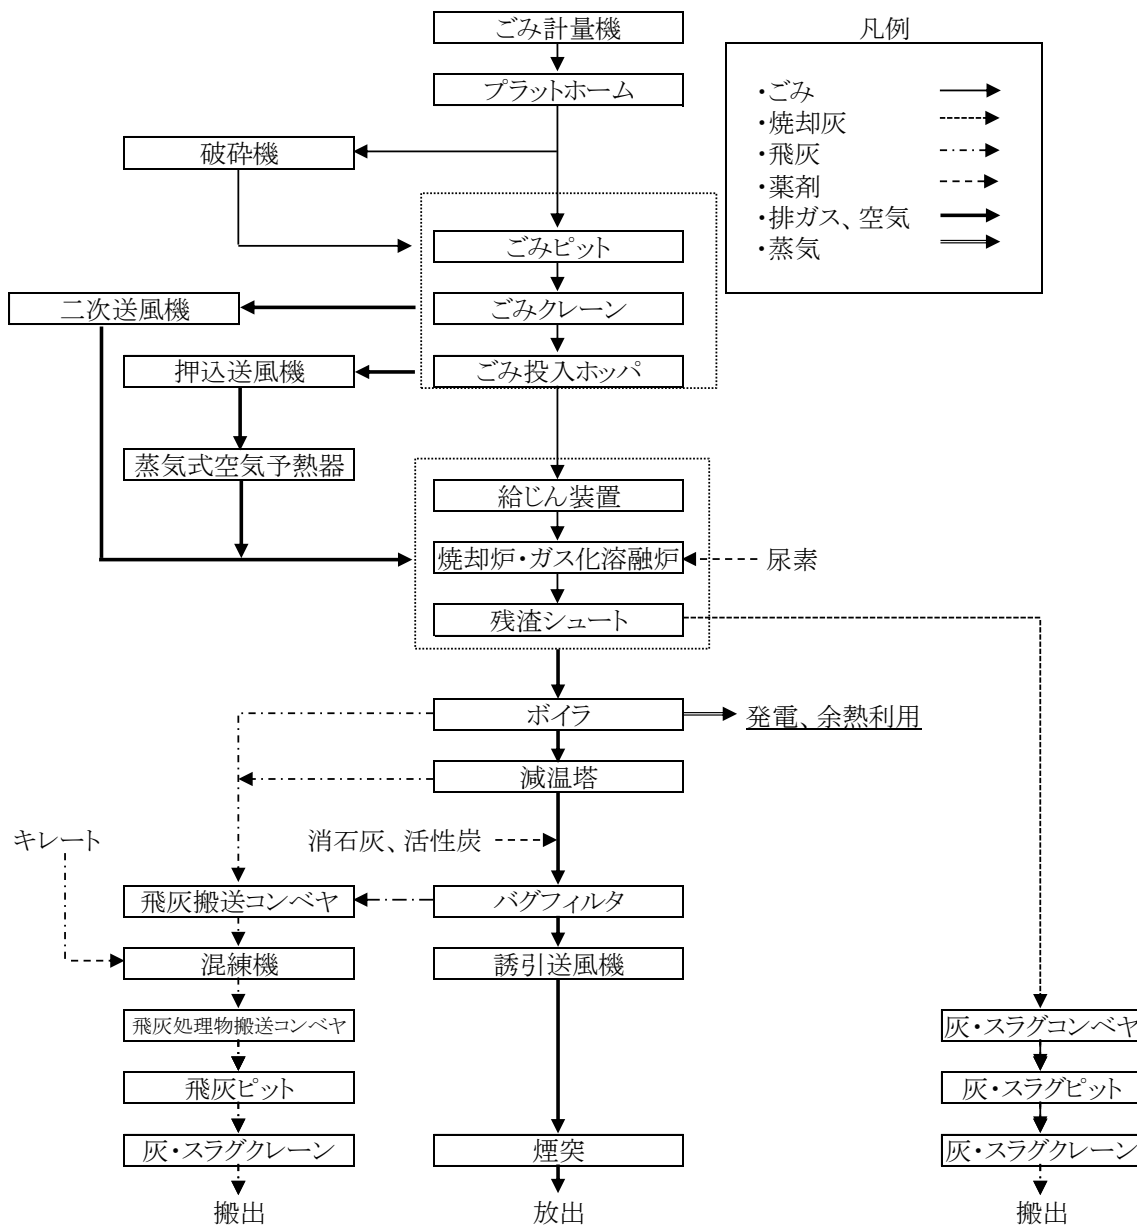 ごみ計量機
凡例
プラットホーム
・ごみ
・焼却灰
・飛灰
・薬剤
・排ガス、空気
・蒸気
破砕機
ごみピット
ごみクレーン
二次送風機
ごみ投入ホッパ
押込送風機
蒸気式空気予熱器
給じん装置
焼却炉・ガス化溶融炉
尿素
残渣シュート
ボイラ
発電、余熱利用
減温塔
キレート
消石灰、活性炭
飛灰搬送コンベヤ
バグフィルタ
混練機
誘引送風機
飛灰処理物搬送コンベヤ
灰・スラグコンベヤ
飛灰ピット
灰・スラグピット
灰・スラグクレーン
煙突
灰・スラグクレーン
搬出
放出
搬出